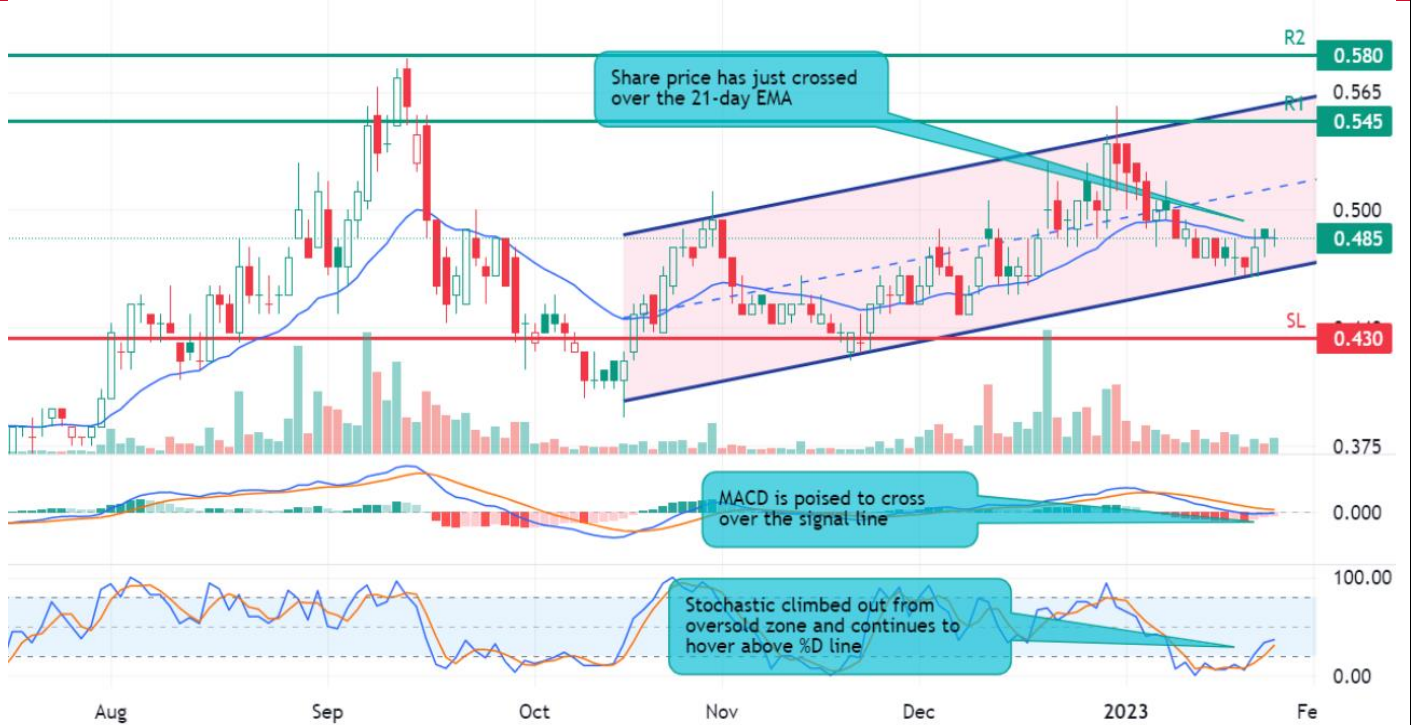 R2
0.580
Share price has just crossed
over the 21-day EMA
0.565
R1
0.545
0.500
0.485
SL
0.430
0.375
MACD is poised to cross
over the signal line
0.000
100.00
Stochastic climbed out from
oversold zone and continues to
hover above %D line
0.00
Aug Sep Oct Nov Dec 2023 Fe